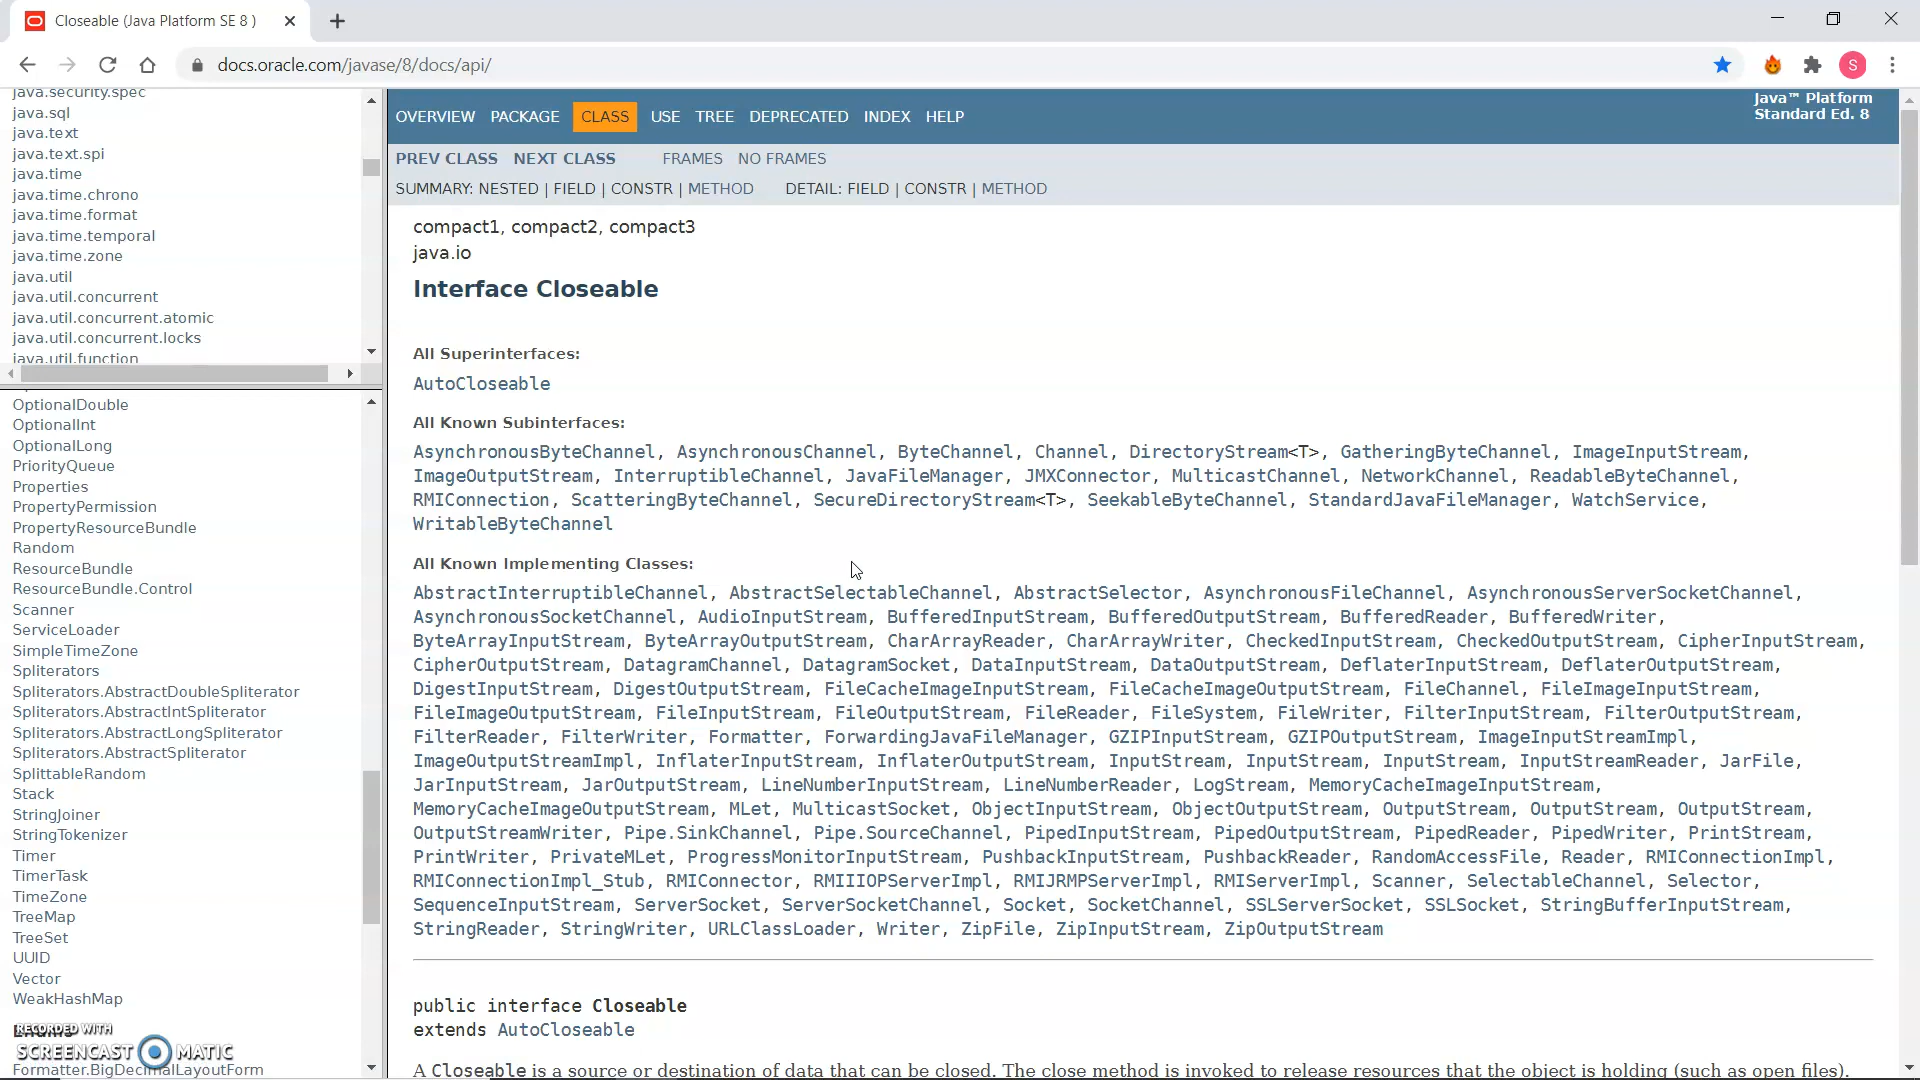 Closeable (Java Platform SE 8 )
docs.oracle.com/javase/8/docs/api/
S
java.security.spec
java.sql
java.text
java.text.spi
java.time
java.time.chrono
java.time.format
java.time.temporal
java.time.zone
java.util
java.util.concurrent
java.util.concurrent.atomic
java.util.concurrent.locks
java.util.function
OptionalDouble
OptionalInt
OptionalLong
PriorityQueue
Properties
PropertyPermission
PropertyResourceBundle
Random
ResourceBundle
ResourceBundle.Control
Scanner
ServiceLoader
SimpleTimeZone
Spliterators
Spliterators.AbstractDoubleSpliterator
Spliterators.AbstractIntSpliterator
Spliterators.AbstractLongSpliterator
Spliterators.AbstractSpliterator
SplittableRandom
Stack
StringJoiner
StringTokenizer
Timer
TimerTask
TimeZone
TreeMap
TreeSet
UUID
Vector
WeakHashMap
Enums
RECORDED WITH
SCREENCAST MATIC
Formatter.BigDecimalLayoutForm
OVERVIEW PACKAGE CLASS USE TREE DEPRECATED INDEX HELP
Java™ Platform
Standard Ed. 8
PREV CLASS NEXT CLASS FRAMES NO FRAMES
SUMMARY: NESTED | FIELD | CONSTR | METHOD DETAIL: FIELD | CONSTR | METHOD
compact1, compact2, compact3
java.io
Interface Closeable
All Superinterfaces:
AutoCloseable
All Known Subinterfaces:
AsynchronousByteChannel, AsynchronousChannel, ByteChannel, Channel, DirectoryStream<T>, GatheringByteChannel, ImageInputStream,
ImageOutputStream, InterruptibleChannel, JavaFileManager, JMXConnector, MulticastChannel, NetworkChannel, ReadableByteChannel,
RMIConnection, ScatteringByteChannel, SecureDirectoryStream<T>, SeekableByteChannel, StandardJavaFileManager, WatchService,
WritableByteChannel
All Known Implementing Classes:
AbstractInterruptibleChannel, AbstractSelectableChannel, AbstractSelector, AsynchronousFileChannel, AsynchronousServerSocketChannel,
AsynchronousSocketChannel, AudioInputStream, BufferedInputStream, BufferedOutputStream, BufferedReader, BufferedWriter,
ByteArrayInputStream, ByteArrayOutputStream, CharArrayReader, CharArrayWriter, CheckedInputStream, CheckedOutputStream, CipherInputStream,
CipherOutputStream, DatagramChannel, DatagramSocket, DataInputStream, DataOutputStream, DeflaterInputStream, DeflaterOutputStream,
DigestInputStream, DigestOutputStream, FileCacheImageInputStream, FileCacheImageOutputStream, FileChannel, FileImageInputStream,
FileImageOutputStream, FileInputStream, FileOutputStream, FileReader, FileSystem, FileWriter, FilterInputStream, FilterOutputStream,
FilterReader, FilterWriter, Formatter, ForwardingJavaFileManager, GZIPInputStream, GZIPOutputStream, ImageInputStreamImpl,
ImageOutputStreamImpl, InflaterInputStream, InflaterOutputStream, InputStream, InputStream, InputStream, InputStreamReader, JarFile,
JarInputStream, JarOutputStream, LineNumberInputStream, LineNumberReader, LogStream, MemoryCacheImageInputStream,
MemoryCacheImageOutputStream, MLet, MulticastSocket, ObjectInputStream, ObjectOutputStream, OutputStream, OutputStream, OutputStream,
OutputStreamWriter, Pipe.SinkChannel, Pipe.SourceChannel, PipedInputStream, PipedOutputStream, PipedReader, PipedWriter, PrintStream,
PrintWriter, PrivateMLet, ProgressMonitorInputStream, PushbackInputStream, PushbackReader, RandomAccessFile, Reader, RMIConnectionImpl,
RMIConnectionImpl_Stub, RMIConnector, RMIIIOPServerImpl, RMIJRMPServerImpl, RMIServerImpl, Scanner, SelectableChannel, Selector,
SequenceInputStream, ServerSocket, ServerSocketChannel, Socket, SocketChannel, SSLServerSocket, SSLSocket, StringBufferInputStream,
StringReader, StringWriter, URLClassLoader, Writer, ZipFile, ZipInputStream, ZipOutputStream
public interface Closeable
extends AutoCloseable
A Closeable is a source or destination of data that can be closed. The close method is invoked to release resources that the object is holding (such as open files).